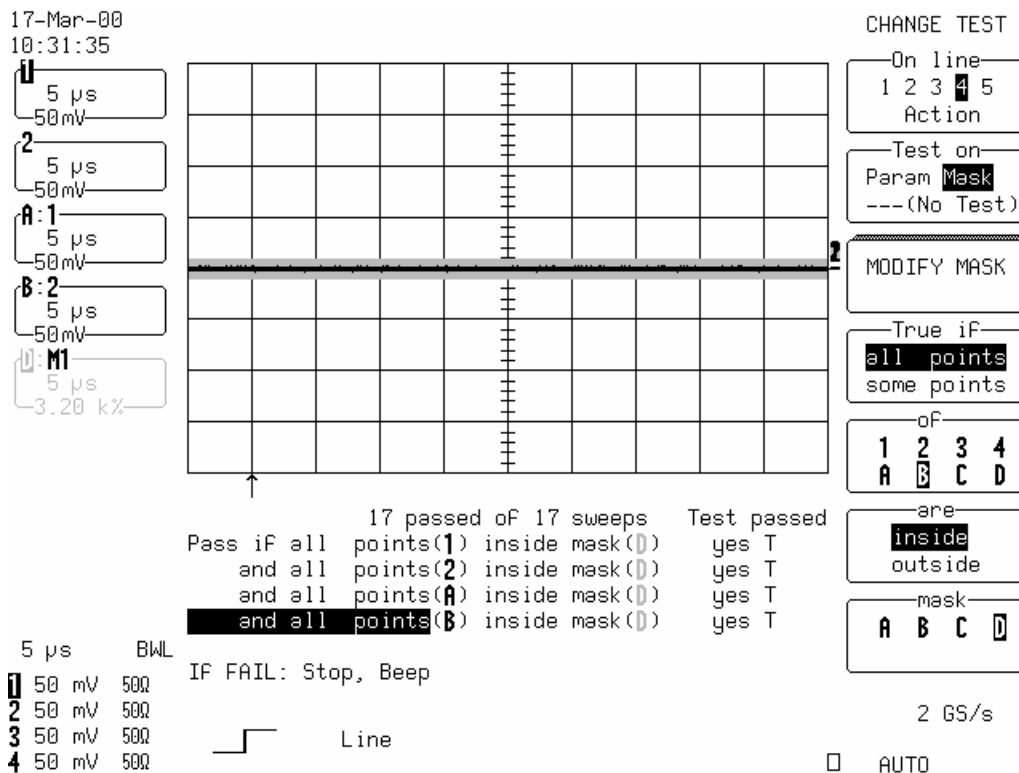 17-Mar-00
10:31:35
1
5 µs
50mV
2
5 µs
50mV
A:1
5 µs
50mV
B:2
5 µs
50mV
D:M1
5 µs
3.20 k%
2
17 passed of 17 sweeps Test passed
Pass if all points(1) inside mask(D) yes T
and all points(2) inside mask(D) yes T
and all points(A) inside mask(D) yes T
and all points(B) inside mask(D) yes T
IF FAIL: Stop, Beep
5 µs BWL
1 50 mV 50Ω
2 50 mV 50Ω
3 50 mV 50Ω
4 50 mV 50Ω
Line
CHANGE TEST
On line
1 2 3 4 5
Action
Test on
Param Mask
---(No Test)
MODIFY MASK
True if
all points
some points
of
1 2 3 4
A B C D
are
inside
outside
mask
A B C D
2 GS/s
AUTO